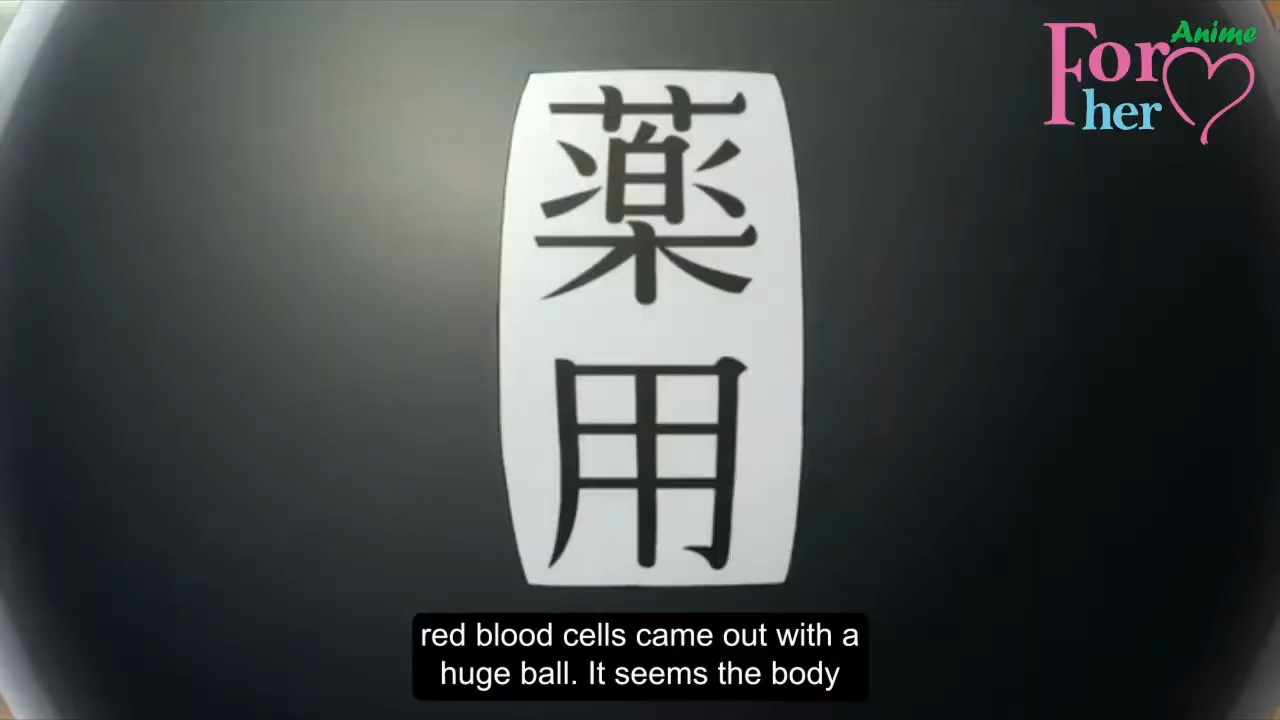 For
Anime
her
薬用
red blood cells came out with a
huge ball. It seems the body